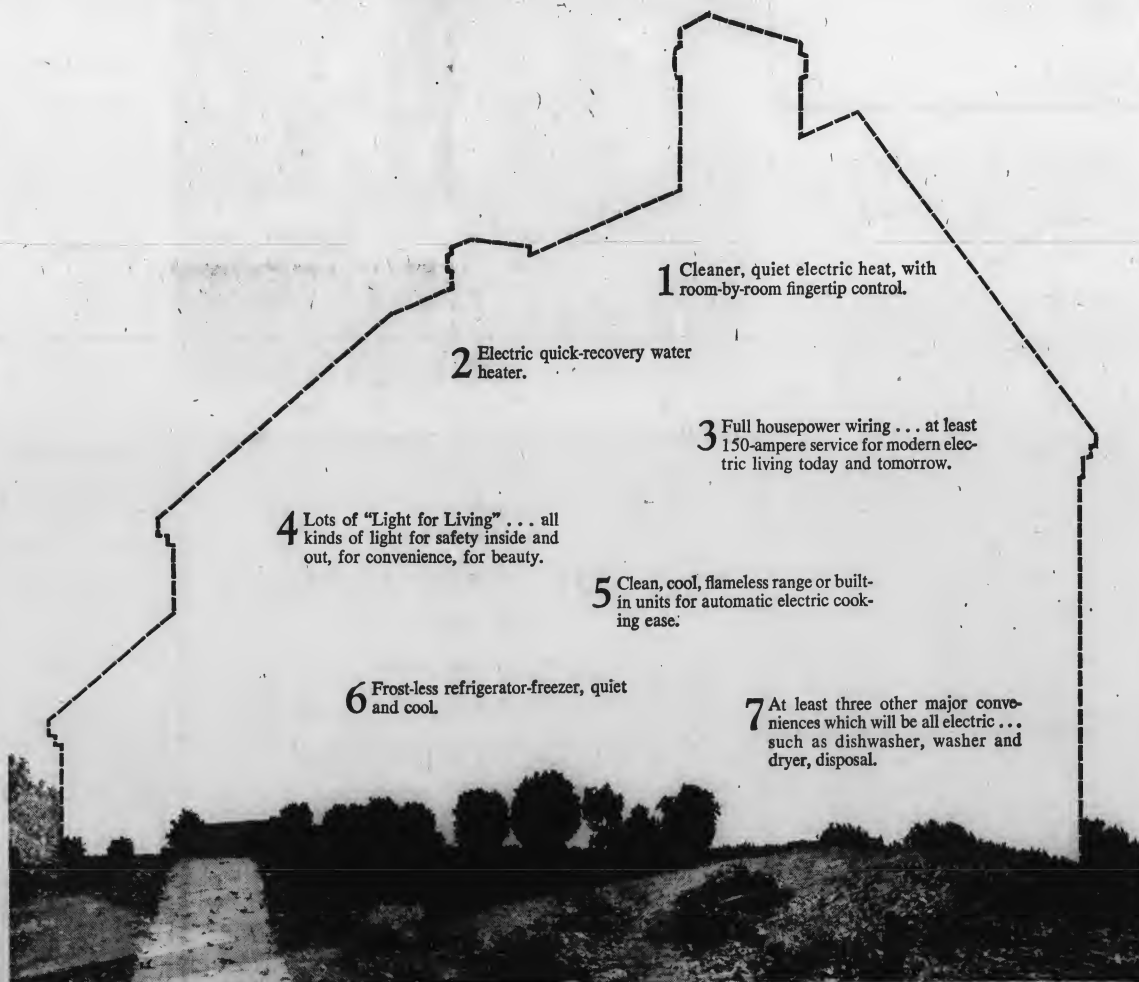 1 Cleaner, quiet electric heat, with
room-by-room fingertip control.
2 Electric quick-recovery water
heater.
3 Full housepower wiring ... at least
150-ampere service for modern elec-
tric living today and tomorrow.
4 Lots of “Light for Living” ... all
kinds of light for safety inside and
out, for convenience, for beauty.
5 Clean, cool, flameless range or built-
in units for automatic electric cook-
ing ease.
6 Frost-less refrigerator-freezer, quiet
and cool.
7 At least three other major conve-
niences which will be all electric ...
such as dishwasher, washer and
dryer, disposal.